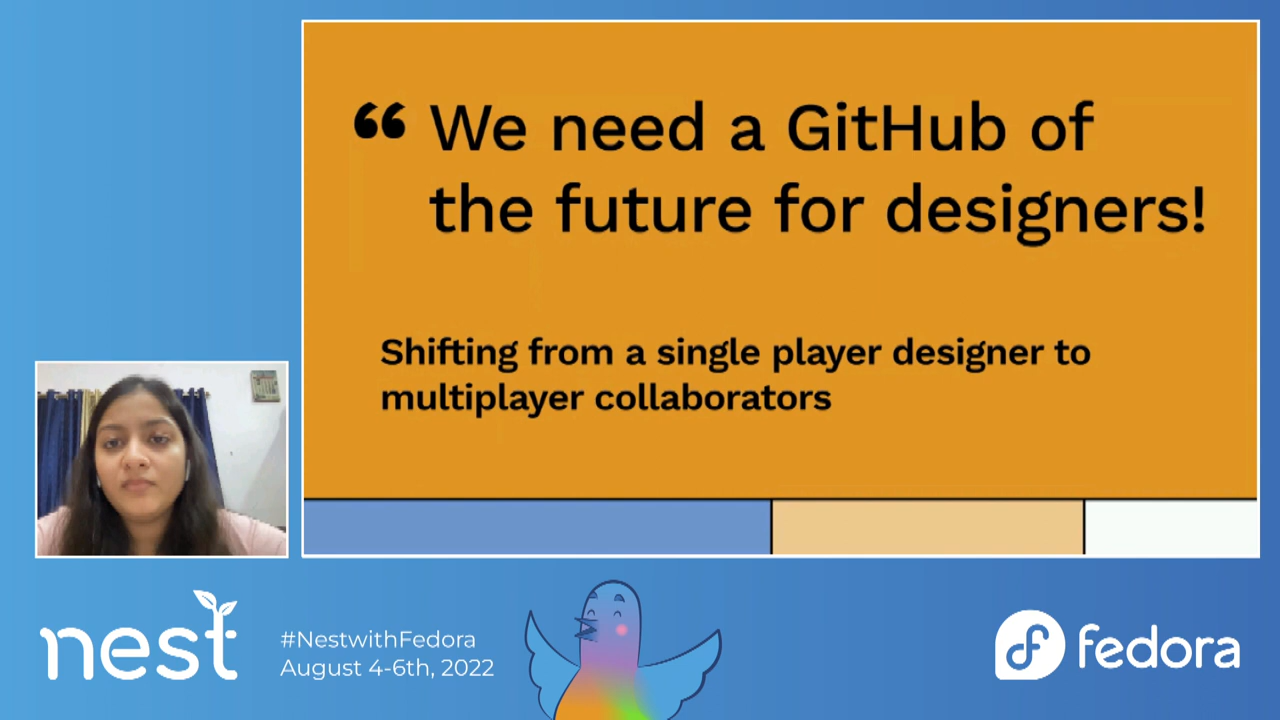 “ We need a GitHub of
the future for designers!
Shifting from a single player designer to
multiplayer collaborators
nest
#NestwithFedora
August 4-6th, 2022
fedora